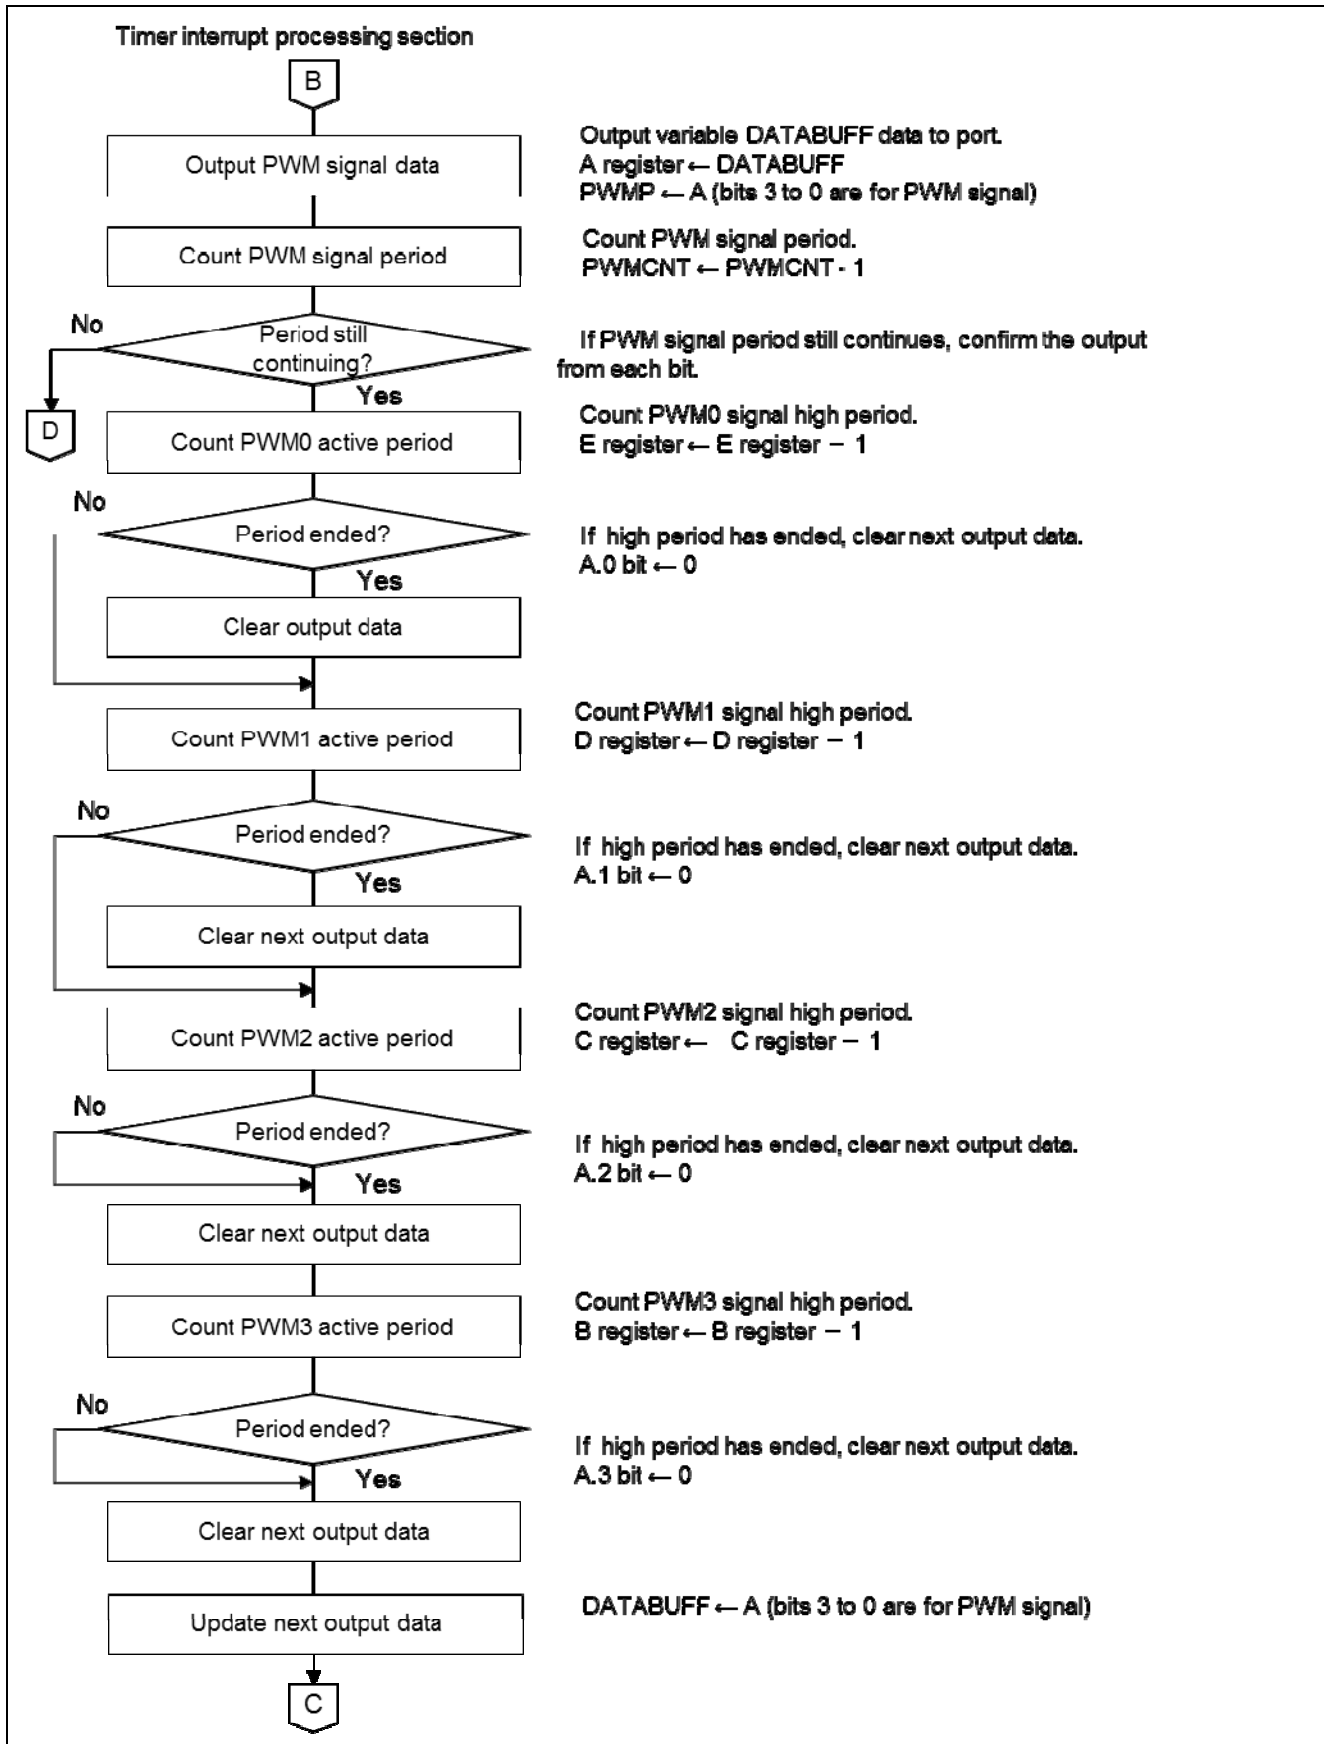 Timer interrupt processing section
B
Output PWM signal data
Output variable DATABUFF data to port.
A register ← DATABUFF
PWMP ← A (bits 3 to 0 are for PWM signal)
Count PWM signal period
Count PWM signal period.
PWMCNT ← PWMCNT - 1
No
Period still
continuing?
If PWM signal period still continues, confirm the output
from each bit.
Yes
D
Count PWM0 active period
Count PWM0 signal high period.
E register ← E register − 1
No
Period ended?
If high period has ended, clear next output data.
A.0 bit ← 0
Yes
Clear output data
Count PWM1 active period
Count PWM1 signal high period.
D register ← D register − 1
No
Period ended?
If high period has ended, clear next output data.
A.1 bit ← 0
Yes
Clear next output data
Count PWM2 active period
Count PWM2 signal high period.
C register ← C register − 1
No
Period ended?
If high period has ended, clear next output data.
A.2 bit ← 0
Yes
Clear next output data
Count PWM3 active period
Count PWM3 signal high period.
B register ← B register − 1
No
Period ended?
If high period has ended, clear next output data.
A.3 bit ← 0
Yes
Clear next output data
Update next output data
DATABUFF ← A (bits 3 to 0 are for PWM signal)
C